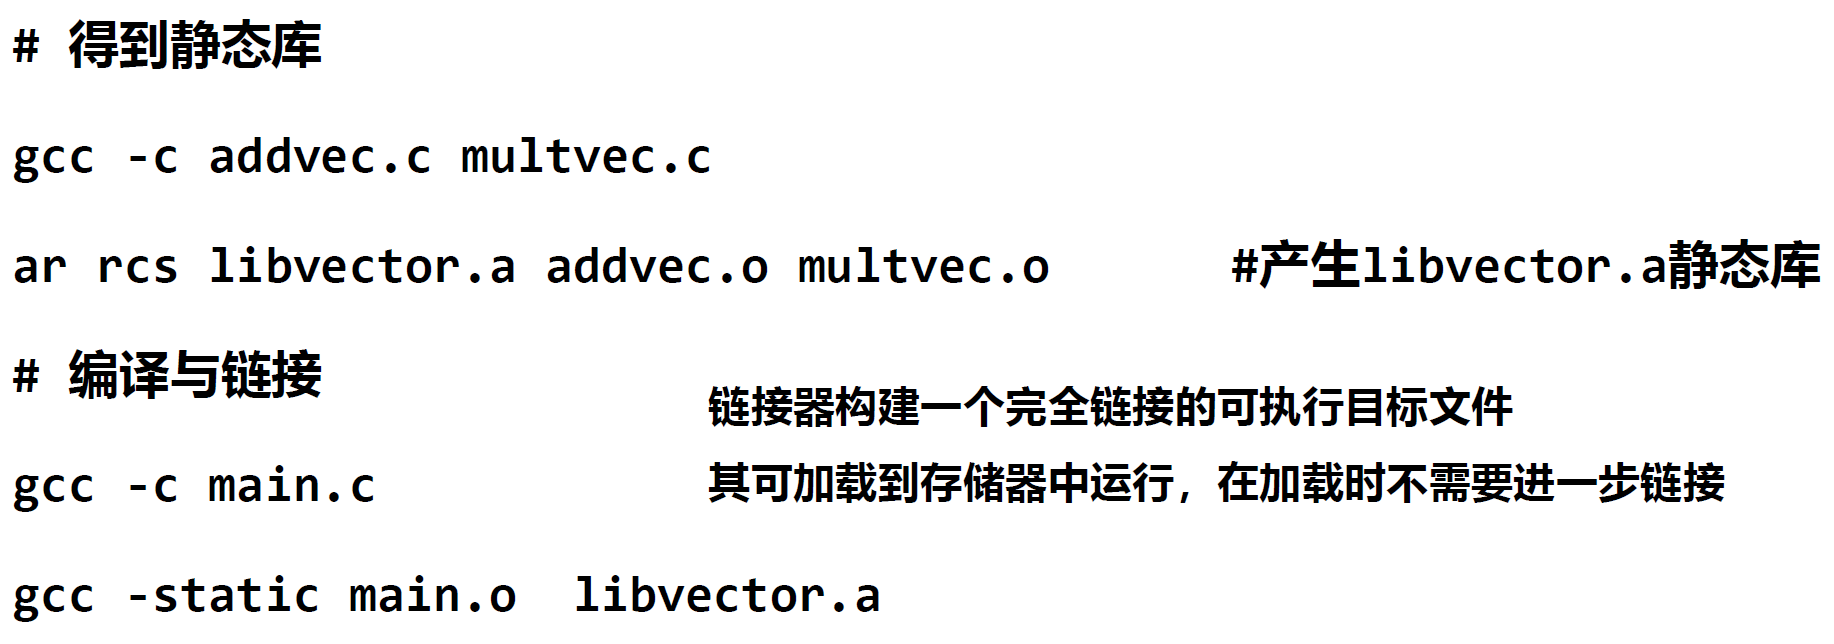 # 得到静态库
gcc -c addvec.c multvec.c
ar rcs libvector.a addvec.o multvec.o #产生libvector.a静态库
# 编译与链接
链接器构建一个完全链接的可执行目标文件
gcc -c main.c
其可加载到存储器中运行，在加载时不需要进一步链接
gcc -static main.o libvector.a